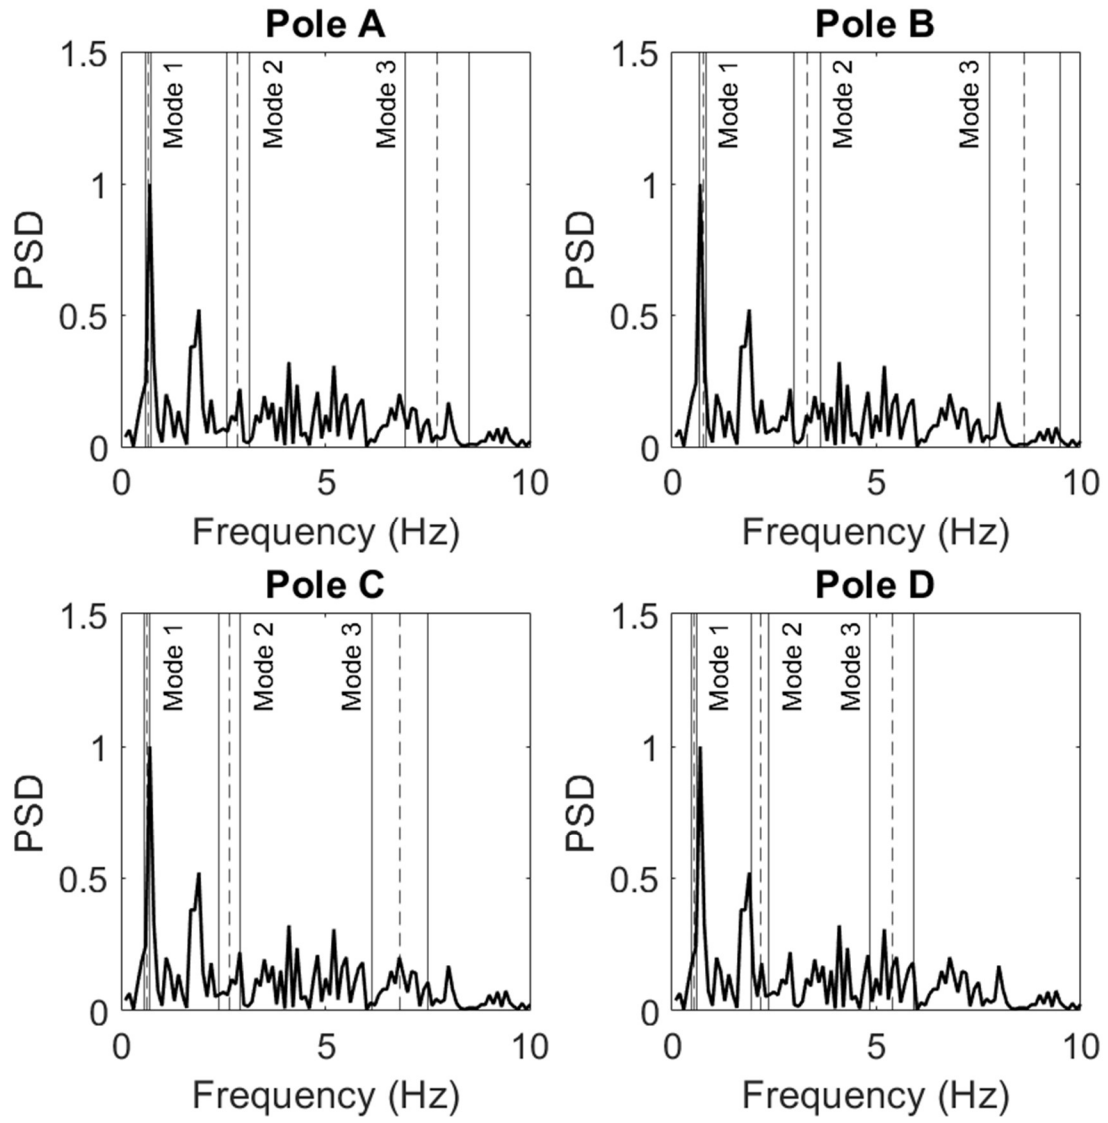 Pole A
1.5
1
0.5
0
PSD
Mode 1
Mode 2
Mode 3
0 5 10
Frequency (Hz)
Pole B
1.5
1
0.5
0
PSD
Mode 1
Mode 2
Mode 3
0 5 10
Frequency (Hz)
Pole C
1.5
1
0.5
0
PSD
Mode 1
Mode 2
Mode 3
0 5 10
Frequency (Hz)
Pole D
1.5
1
0.5
0
PSD
Mode 1
Mode 2
Mode 3
0 5 10
Frequency (Hz)